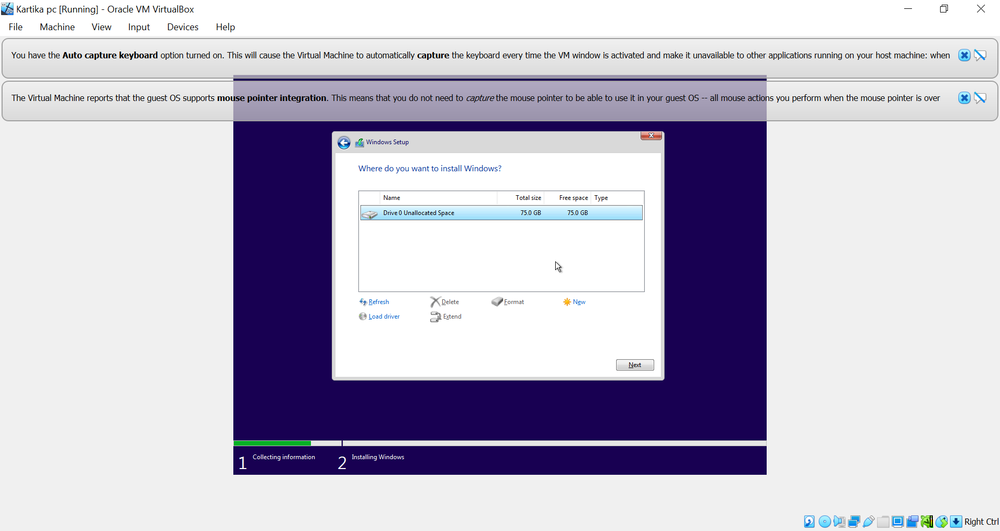 Kartika pc [Running] - Oracle VM VirtualBox
File Machine View Input Devices Help
You have the Auto capture keyboard option turned on. This will cause the Virtual Machine to automatically capture the keyboard every time the VM window is activated and make it unavailable to other applications running on your host machine: when
The Virtual Machine reports that the guest OS supports mouse pointer integration. This means that you do not need to capture the mouse pointer to be able to use it in your guest OS -- all mouse actions you perform when the mouse pointer is over
Windows Setup
Where do you want to install Windows?
Name Total size Free space Type
Drive 0 Unallocated Space 75.0 GB 75.0 GB
Refresh Delete Format New
Load driver Extend
Next
1 Collecting information 2 Installing Windows
Right Ctrl